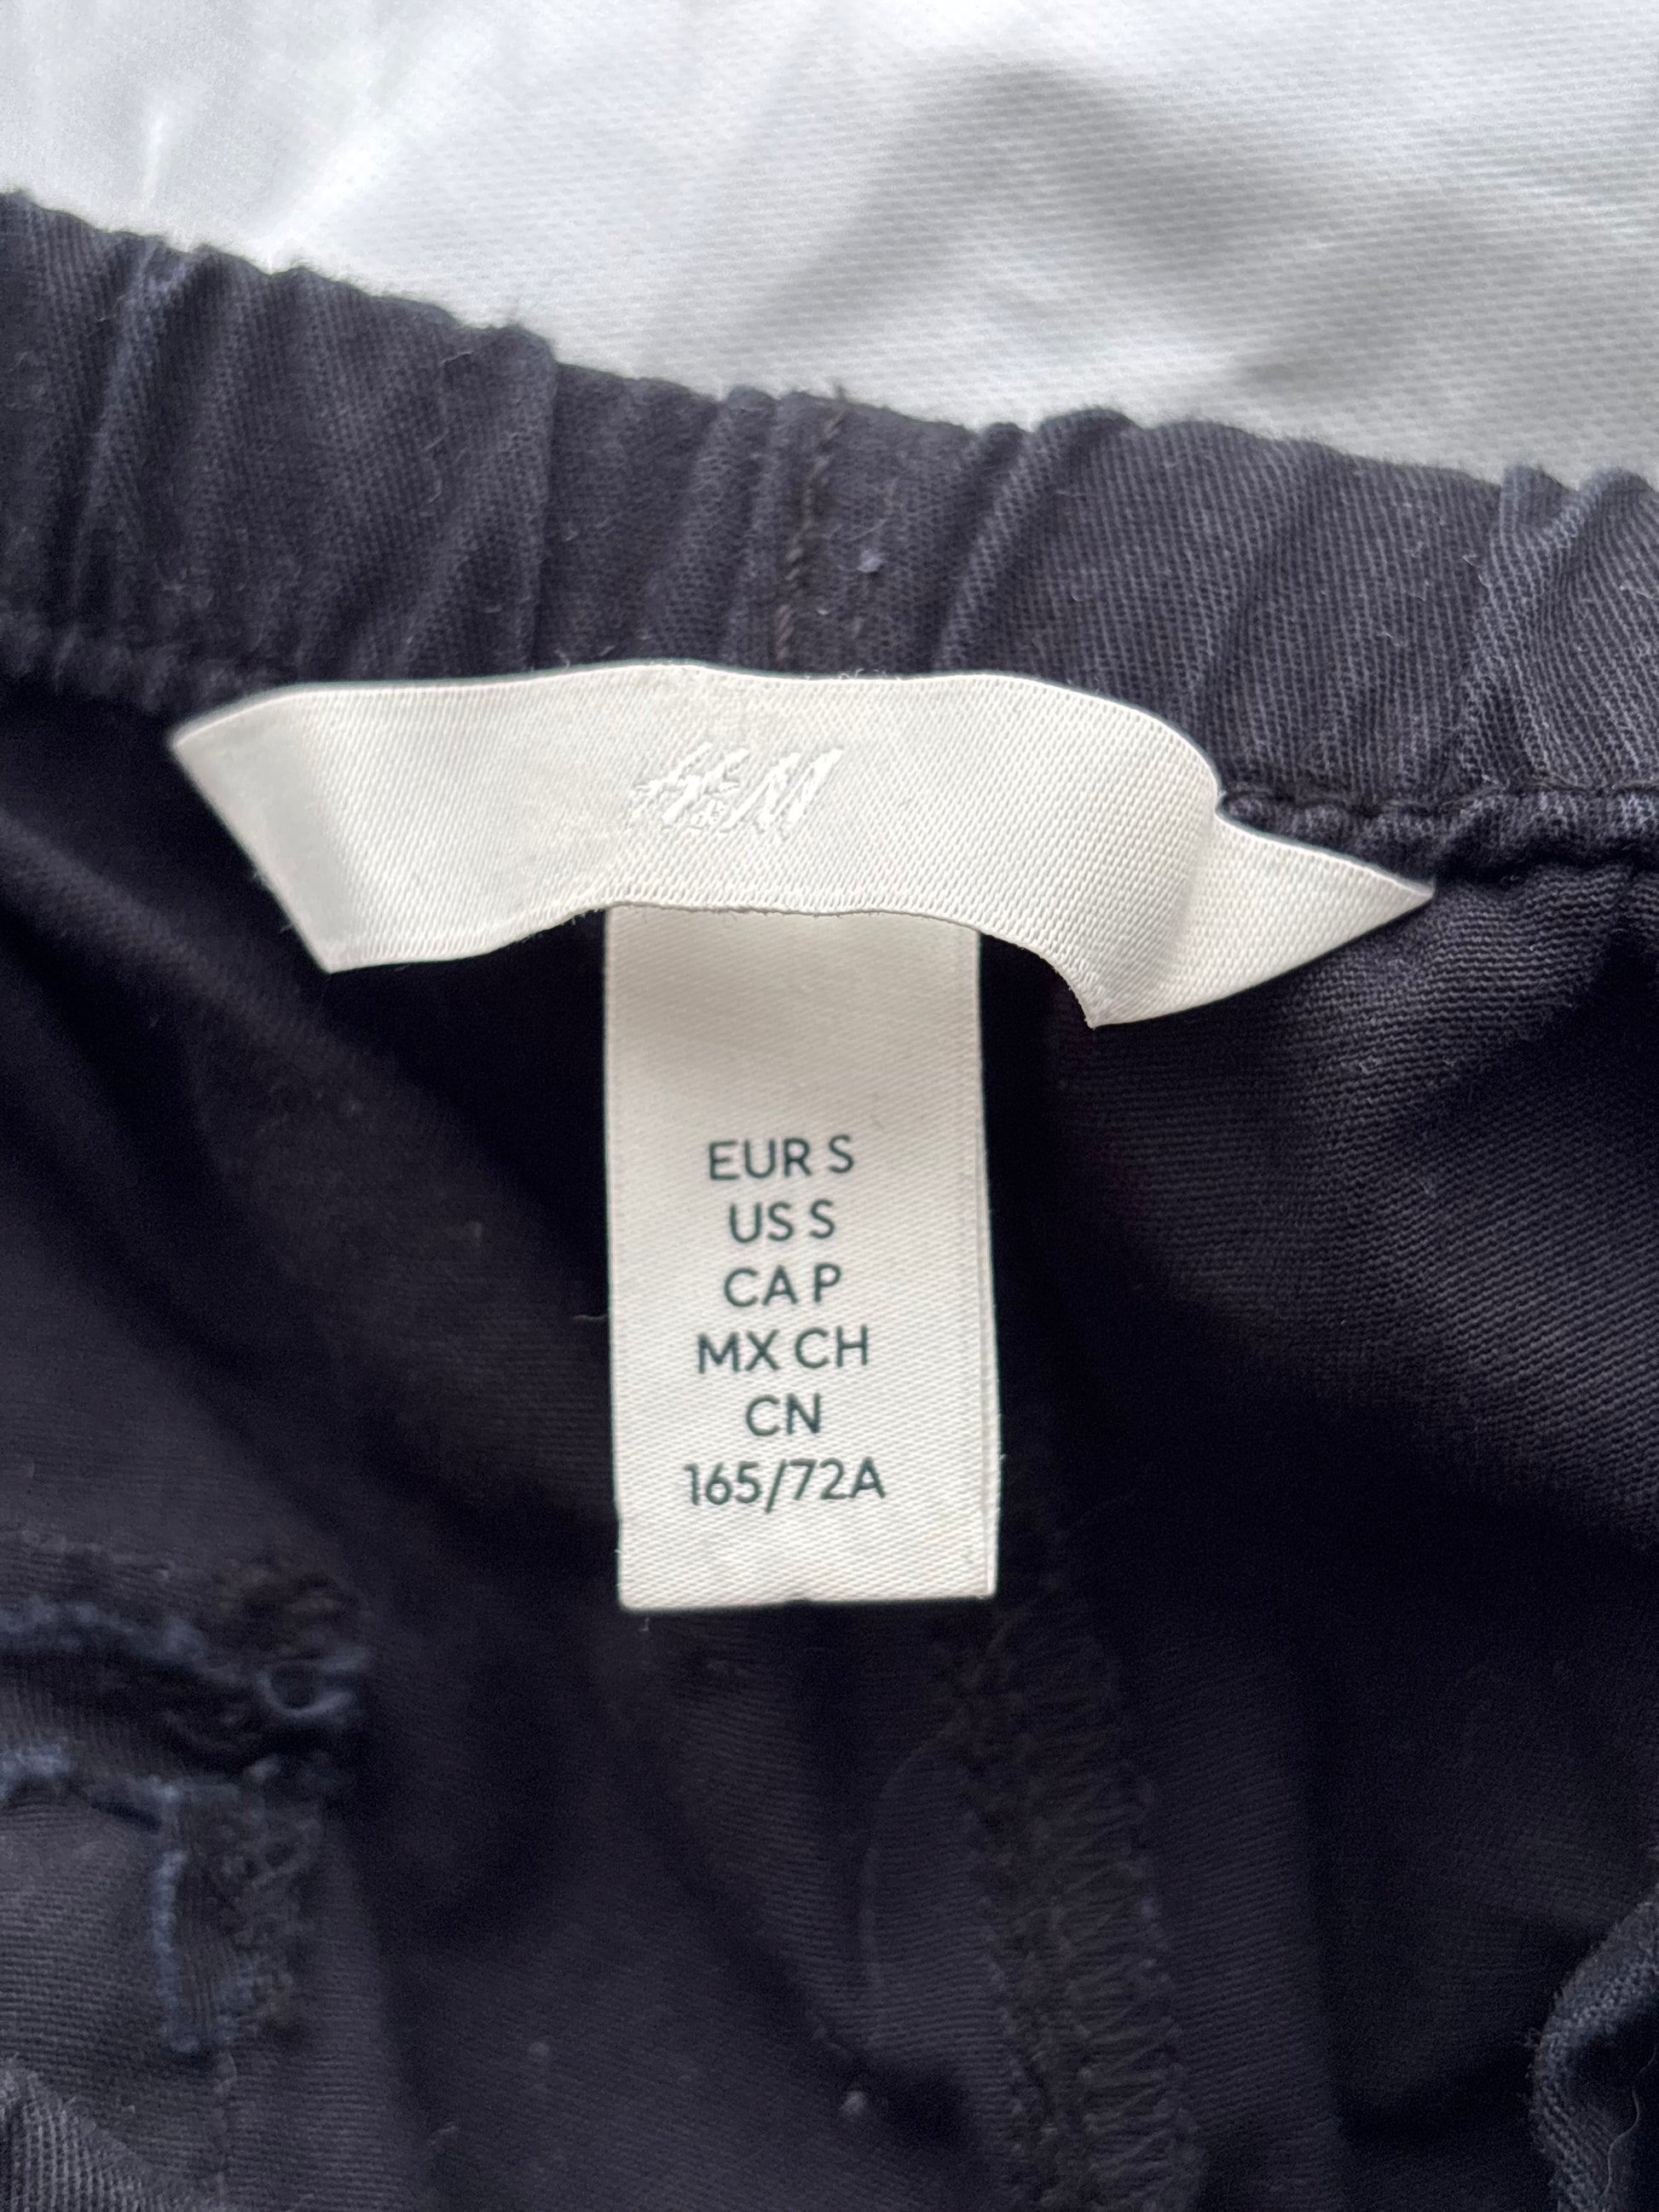 H&M
EUR S
US S
CA P
MX CH
CN
165/72A